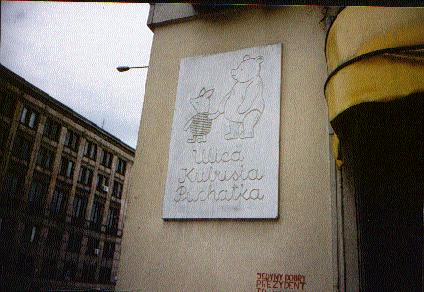 Ulica
Kubusia
Puchatka
JEDYNY DOBRY
PREZYDENT